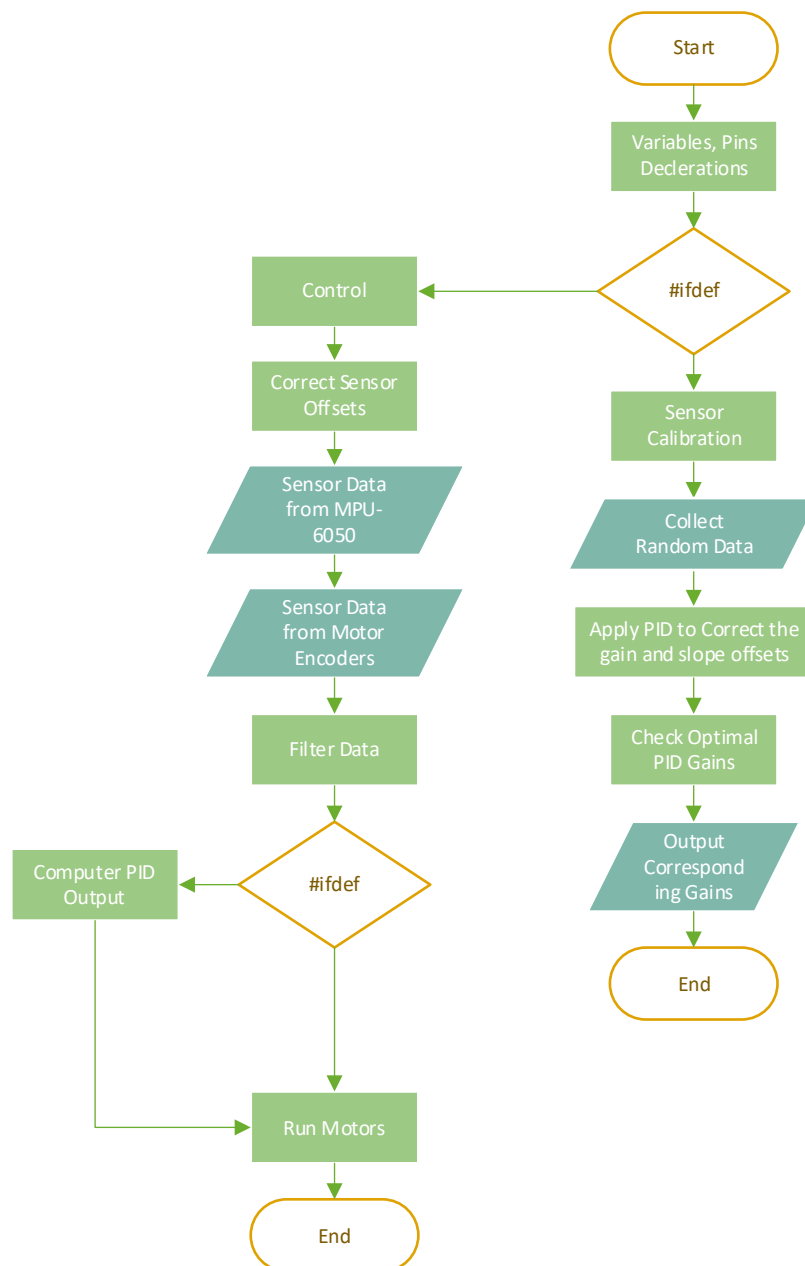 Start
Variables, Pins
Declerations
#ifdef
Control
Correct Sensor
Offsets
Sensor Data
from MPU-
6050
Sensor Data
from Motor
Encoders
Filter Data
#ifdef
Computer PID
Output
Run Motors
End
Sensor
Calibration
Collect
Random Data
Apply PID to Correct the
gain and slope offsets
Check Optimal
PID Gains
Output
Correspond
ing Gains
End